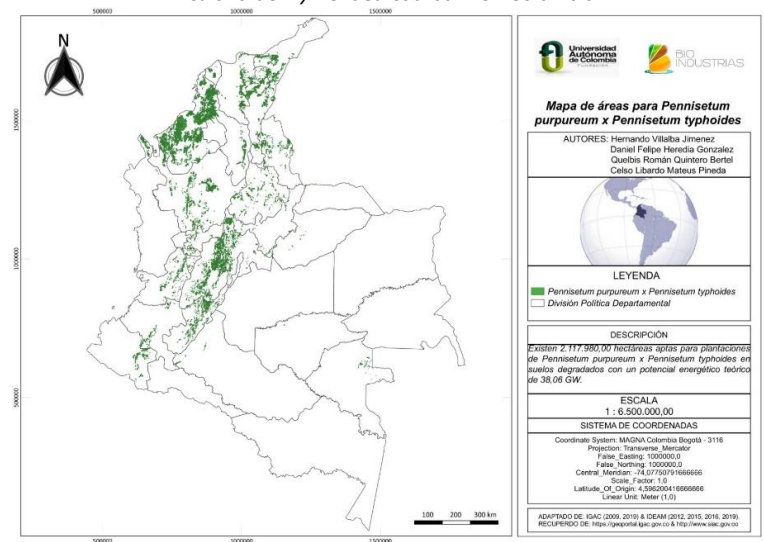 500000 1000000 1500000
N
1500000
1000000
500000
100 200 300 km
500000 1000000 1500000
Universidad
Autónoma
de Colombia
BIO
INDUSTRIAS
Mapa de áreas para Pennisetum
purpureum x Pennisetum typhoides
AUTORES: Hernando Villalba Jimenez
Daniel Felipe Heredia Gonzalez
Quelbis Román Quintero Bertel
Celso Libardo Mateus Pineda
LEYENDA
Pennisetum purpureum x Pennisetum typhoides
División Política Departamental
DESCRIPCIÓN
Existen 2.117.980,00 hectáreas aptas para plantaciones
de Pennisetum purpureum x Pennisetum typhoides en
suelos degradados con un potencial energético teórico
de 38,06 GW.
ESCALA
1 : 6.500.000,00
SISTEMA DE COORDENADAS
Coordinate System: MAGNA Colombia Bogotá - 3116
Projection: Transverse_Mercator
False_Easting: 1000000,0
False_Northing: 1000000,0
Central_Meridian: -74,07750791666666
Scale_Factor: 1,0
Latitude_Of_Origin: 4,596200416666666
Linear Unit: Meter (1,0)
ADAPTADO DE: IGAC (2009, 2019) & IDEAM (2012, 2015, 2016, 2019).
RECUPERDO DE: https://geoportal.igac.gov.co & http://www.siac.gov.co